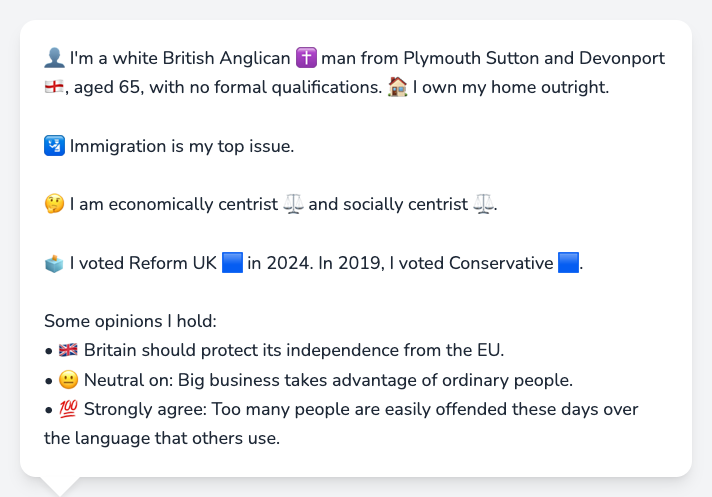 👤 I'm a white British Anglican ✝️ man from Plymouth Sutton and Devonport
🏴󠁧󠁢󠁥󠁮󠁧󠁿, aged 65, with no formal qualifications. 🏠 I own my home outright.
🛂 Immigration is my top issue.
🤔 I am economically centrist ⚖️ and socially centrist ⚖️.
🗳️ I voted Reform UK 🟦 in 2024. In 2019, I voted Conservative 🟦.
Some opinions I hold:
• 🇬🇧 Britain should protect its independence from the EU.
• 😐 Neutral on: Big business takes advantage of ordinary people.
• 💯 Strongly agree: Too many people are easily offended these days over
the language that others use.